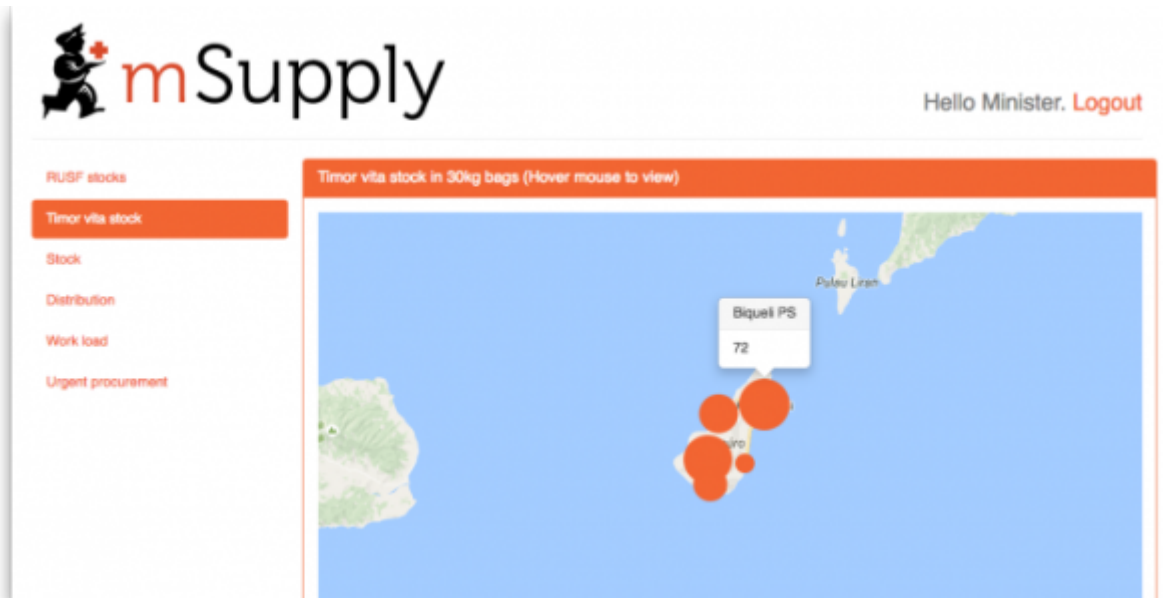 mSupply
Hello Minister. Logout
RUSF stocks
Timor vita stock
Stock
Distribution
Work load
Urgent procurement
Timor vita stock in 30kg bags (Hover mouse to view)
Pulau Liran
Biqueli PS
72